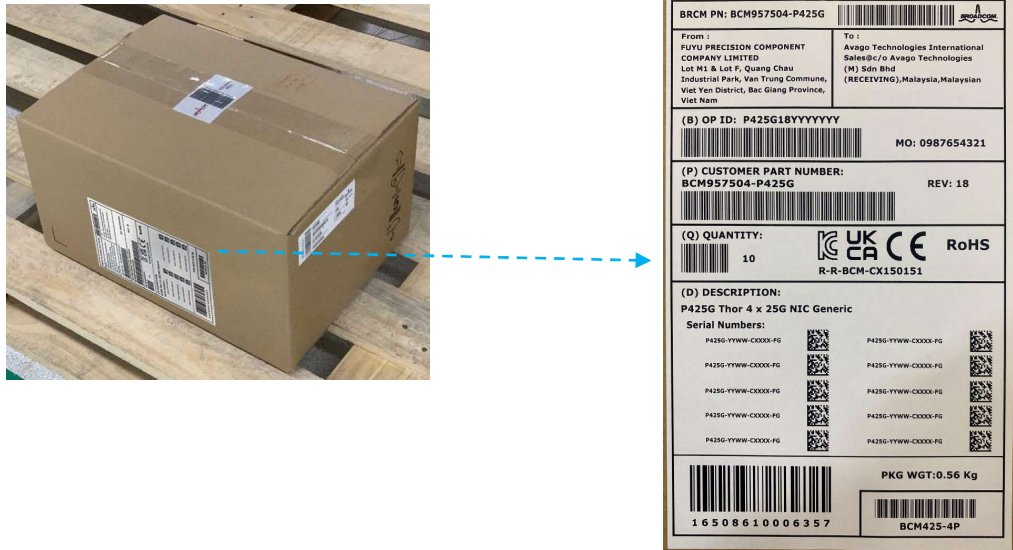 BRCM PN: BCM957504-P425G
BROADCOM.
From :
FUYU PRECISION COMPONENT
COMPANY LIMITED
Lot M1 & Lot F, Quang Chau
Industrial Park, Van Trung Commune,
Viet Yen District, Bac Giang Province,
Viet Nam
To :
Avago Technologies International
Sales@c/o Avago Technologies
(M) Sdn Bhd
(RECEIVING),Malaysia,Malaysian
(B) OP ID: P425G18YYYYYYY
MO: 0987654321
(P) CUSTOMER PART NUMBER:
BCM957504-P425G
REV: 18
(Q) QUANTITY:
10
UK
CA
CE
RoHS
R-R-BCM-CX150151
(D) DESCRIPTION:
P425G Thor 4 x 25G NIC Generic
Serial Numbers:
P425G-YYWW-CXXXX-FG P425G-YYWW-CXXXX-FG
P425G-YYWW-CXXXX-FG P425G-YYWW-CXXXX-FG
P425G-YYWW-CXXXX-FG P425G-YYWW-CXXXX-FG
P425G-YYWW-CXXXX-FG P425G-YYWW-CXXXX-FG
P425G-YYWW-CXXXX-FG P425G-YYWW-CXXXX-FG
PKG WGT:0.56 Kg
16508610006357
BCM425-4P